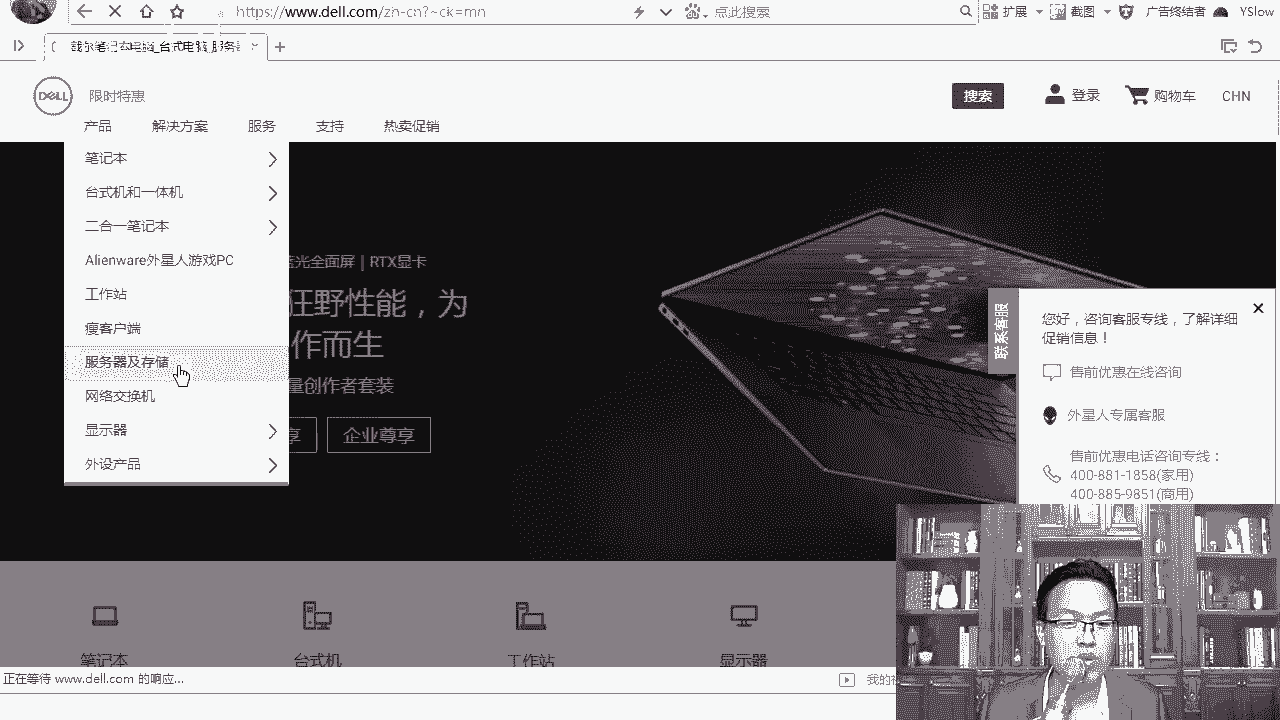 https://www.dell.com/zh-cn?~ck=mn
点此搜索
扩展
截图
广告终结者
YSlow
戴尔笔记本电脑_台式电脑_服务
DELL
限时特惠
搜索
登录
购物车
CHN
产品
解决方案
服务
支持
热卖促销
笔记本
台式机和一体机
二合一笔记本
Alienware外星人游戏PC
工作站
瘦客户端
服务器及存储
网络交换机
显示器
外设产品
蓝光全面屏 | RTX显卡
狂野性能，为
作而生
量创作者套装
享
企业尊享
联系客服
您好，咨询客服专线，了解详细
促销信息！
售前优惠在线咨询
外星人专属客服
售前优惠电话咨询专线：
400-881-1858(家用)
400-885-9851(商用)
笔记本
台式机
工作站
显示器
正在等待 www.dell.com 的响应...
我的